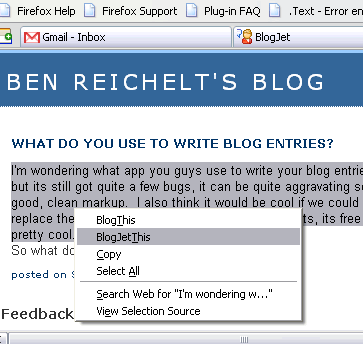 Firefox Help Firefox Support Plug-in FAQ .Text - Error en
Gmail - Inbox BlogJet
BEN REICHELT'S BLOG
WHAT DO YOU USE TO WRITE BLOG ENTRIES?
I'm wondering what app you guys use to write your blog entrie
but its still got quite a few bugs, it can be quite aggravating s
good, clean markup. I also think it would be cool if we could
replace the ts, its free
pretty cool.
So what do
posted on S
BlogThis
BlogJetThis
Copy
Select All
Search Web for "I'm wondering w..."
View Selection Source
Feedback